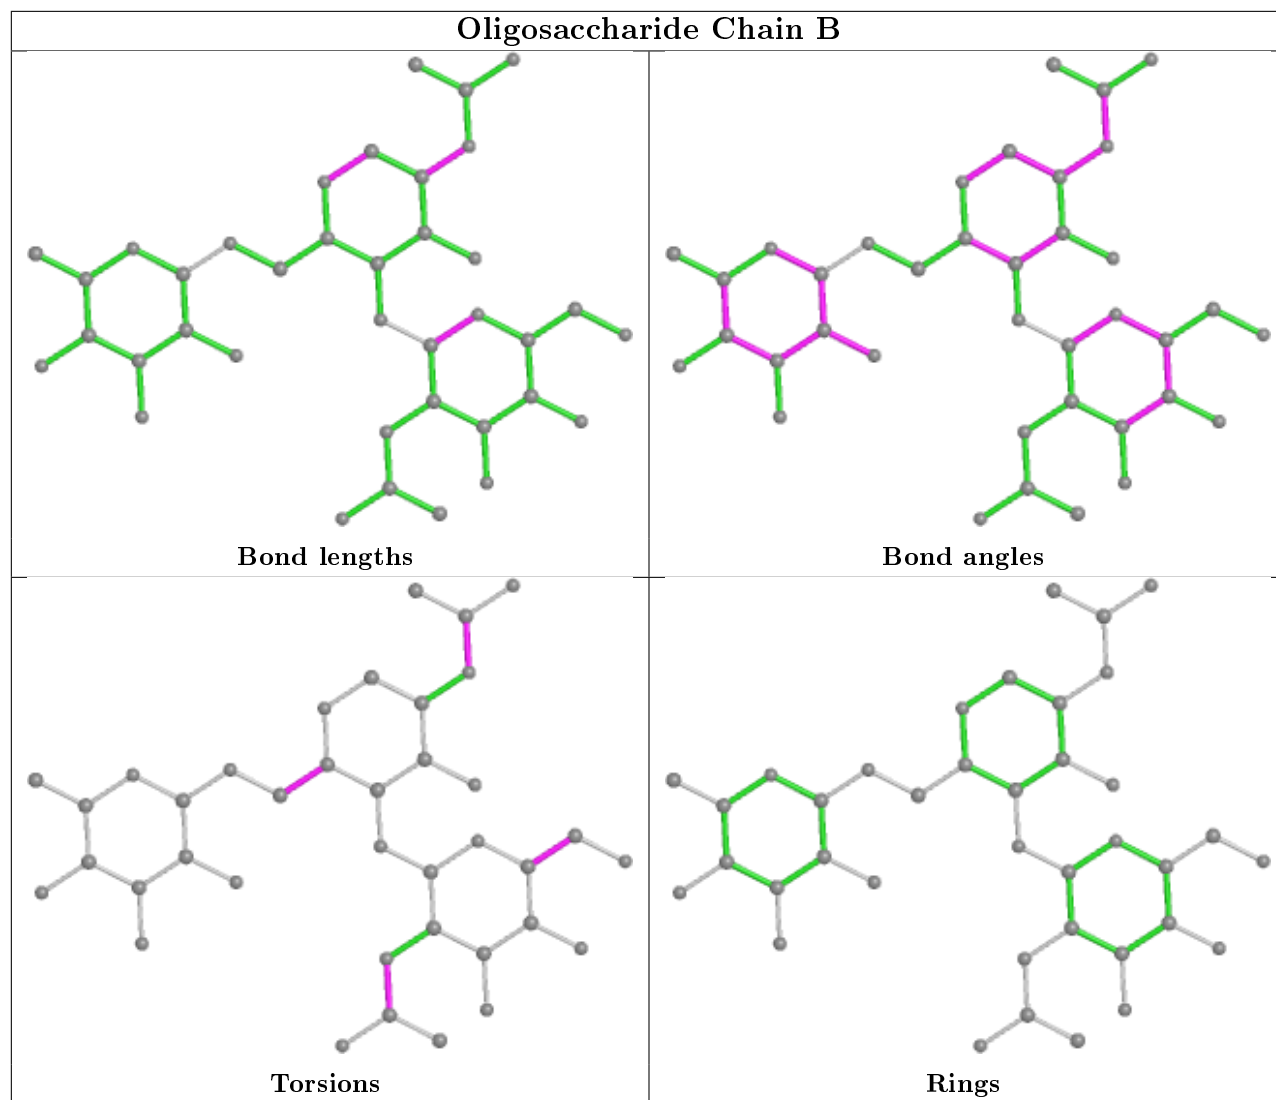 Oligosaccharide Chain B
Bond lengths
Bond angles
Torsions
Rings